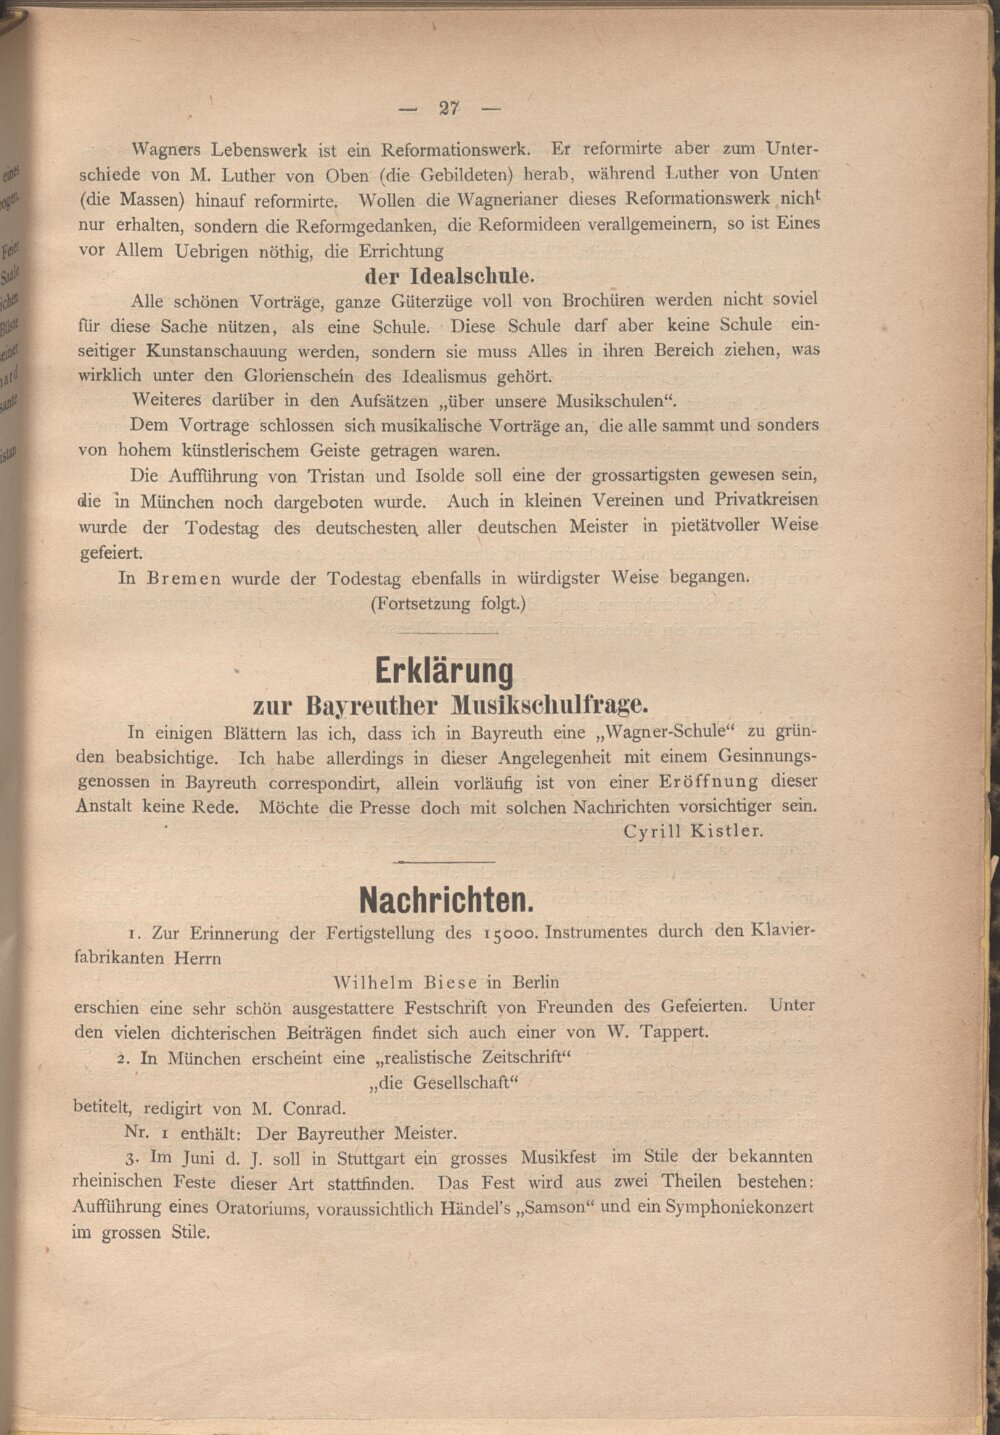 — 27 —
Wagners Lebenswerk ist ein Reformationswerk. Er reformirte aber zum Unter-
schiede von M. Luther von Oben (die Gebildeten) herab, während Luther von Unten
(die Massen) hinauf reformirte. Wollen die Wagnerianer dieses Reformationswerk nicht
nur erhalten, sondern die Reformgedanken, die Reformideen verallgemeinern, so ist Eines
vor Allem Uebrigen nöthig, die Errichtung
der Idealschule.
Alle schönen Vorträge, ganze Güterzüge voll von Brochüren werden nicht soviel
für diese Sache nützen, als eine Schule. Diese Schule darf aber keine Schule ein-
seitiger Kunstanschauung werden, sondern sie muss Alles in ihren Bereich ziehen, was
wirklich unter den Glorienschein des Idealismus gehört.
Weiteres darüber in den Aufsätzen „über unsere Musikschulen“.
Dem Vortrage schlossen sich musikalische Vorträge an, die alle sammt und sonders
von hohem künstlerischem Geiste getragen waren.
Die Aufführung von Tristan und Isolde soll eine der grossartigsten gewesen sein,
die in München noch dargeboten wurde. Auch in kleinen Vereinen und Privatkreisen
wurde der Todestag des deutschesten aller deutschen Meister in pietätvoller Weise
gefeiert.
In Bremen wurde der Todestag ebenfalls in würdigster Weise begangen.
(Fortsetzung folgt.)
Erklärung
zur Bayreuther Musikschulfrage.
In einigen Blättern las ich, dass ich in Bayreuth eine „Wagner-Schule“ zu grün-
den beabsichtige. Ich habe allerdings in dieser Angelegenheit mit einem Gesinnungs-
genossen in Bayreuth correspondirt, allein vorläufig ist von einer Eröffnung dieser
Anstalt keine Rede. Möchte die Presse doch mit solchen Nachrichten vorsichtiger sein.
Cyrill Kistler.
Nachrichten.
1. Zur Erinnerung der Fertigstellung des 15000. Instrumentes durch den Klavier-
fabrikanten Herrn
Wilhelm Biese in Berlin
erschien eine sehr schön ausgestattere Festschrift von Freunden des Gefeierten. Unter
den vielen dichterischen Beiträgen findet sich auch einer von W. Tappert.
2. In München erscheint eine „realistische Zeitschrift“
„die Gesellschaft“
betitelt, redigirt von M. Conrad.
Nr. 1 enthält: Der Bayreuther Meister.
3. Im Juni d. J. soll in Stuttgart ein grosses Musikfest im Stile der bekannten
rheinischen Feste dieser Art stattfinden. Das Fest wird aus zwei Theilen bestehen:
Aufführung eines Oratoriums, voraussichtlich Händel's „Samson“ und ein Symphoniekonzert
im grossen Stile.